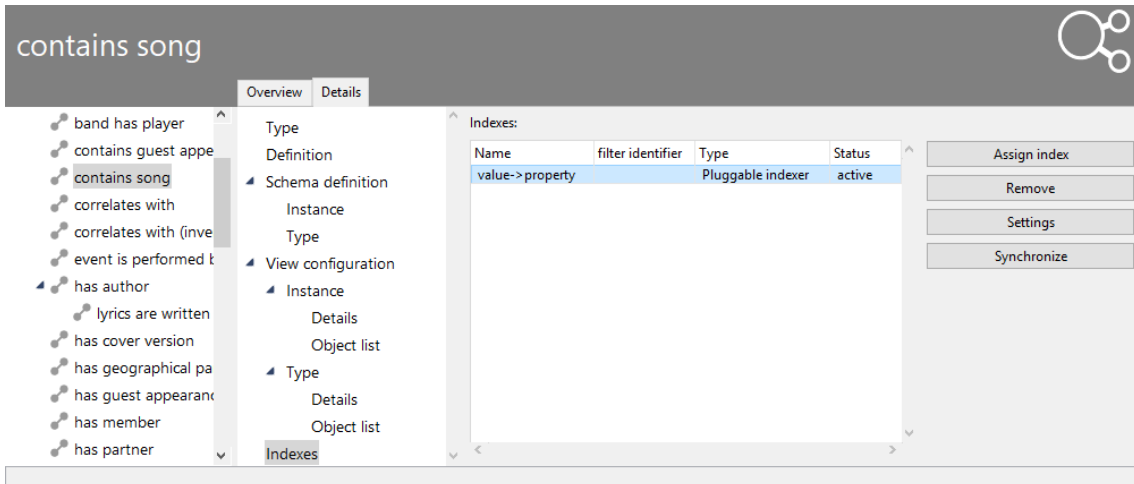 contains song
Overview
Details
band has player
contains guest appe
contains song
correlates with
correlates with (inve
event is performed b
has author
lyrics are written
has cover version
has geographical pa
has guest appearanc
has member
has partner
Type
Definition
Schema definition
Instance
Type
View configuration
Instance
Details
Object list
Type
Details
Object list
Indexes
Indexes:
Name filter identifier Type Status
value->property Pluggable indexer active
Assign index
Remove
Settings
Synchronize